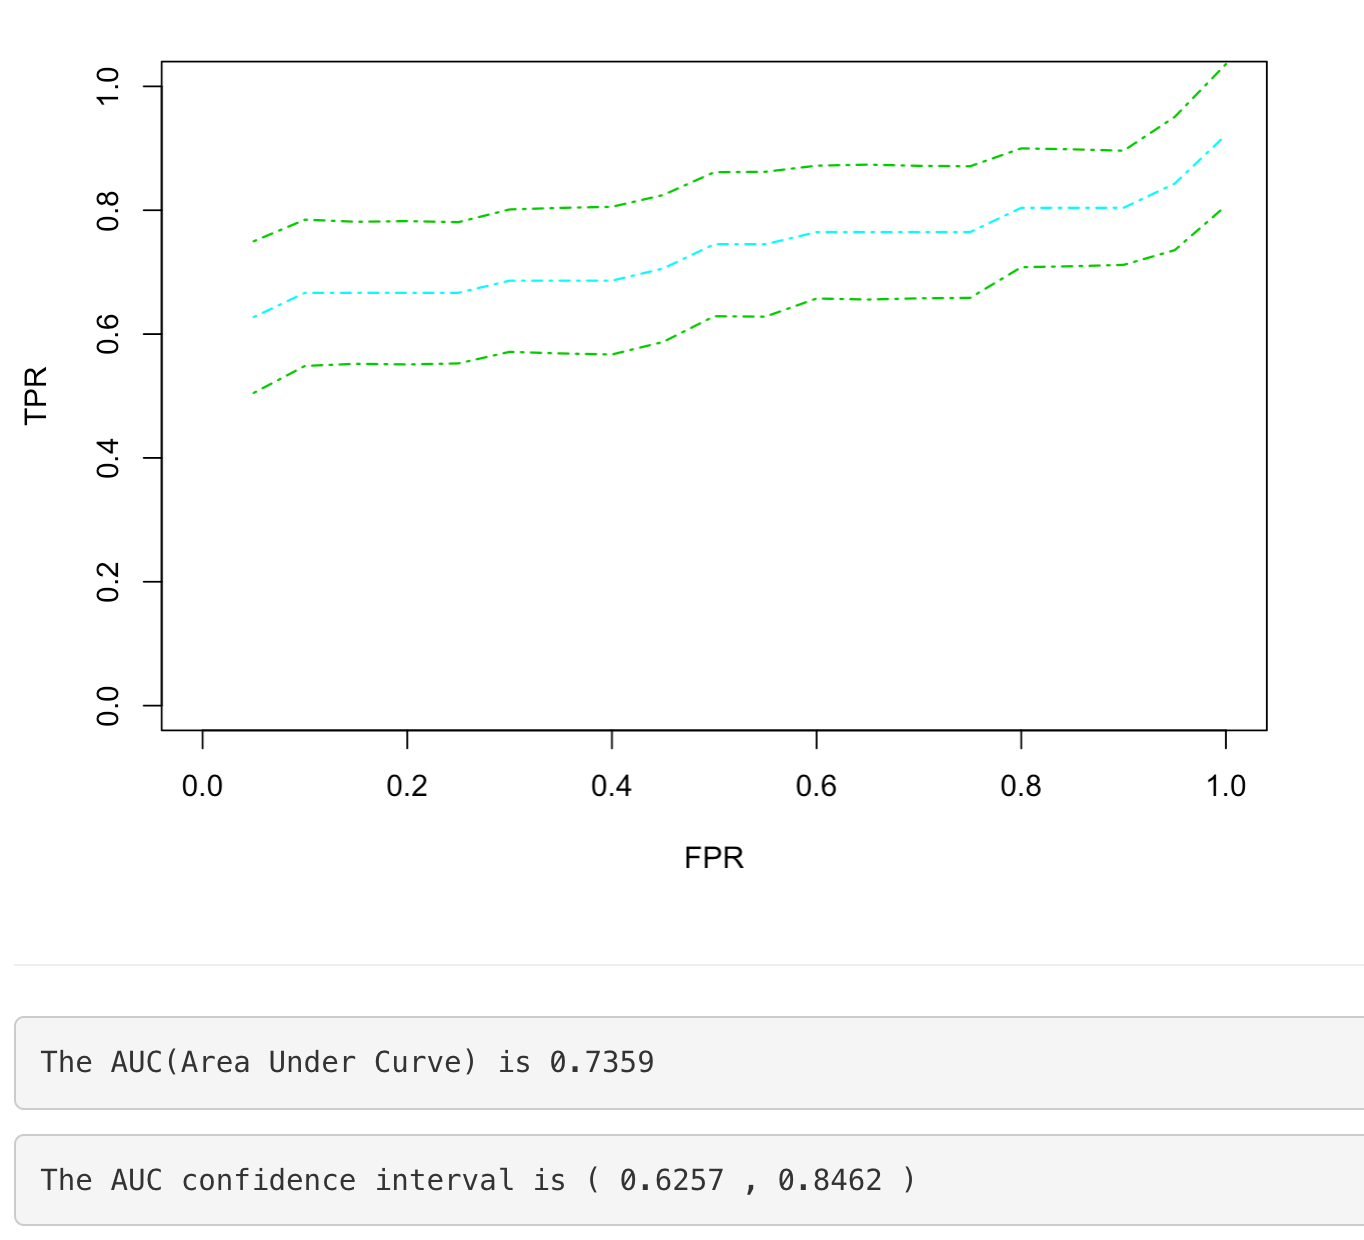 1.0
0.8
0.6
0.4
0.2
0.0
TPR
0.0 0.2 0.4 0.6 0.8 1.0
FPR
The AUC(Area Under Curve) is 0.7359
The AUC confidence interval is ( 0.6257 , 0.8462 )